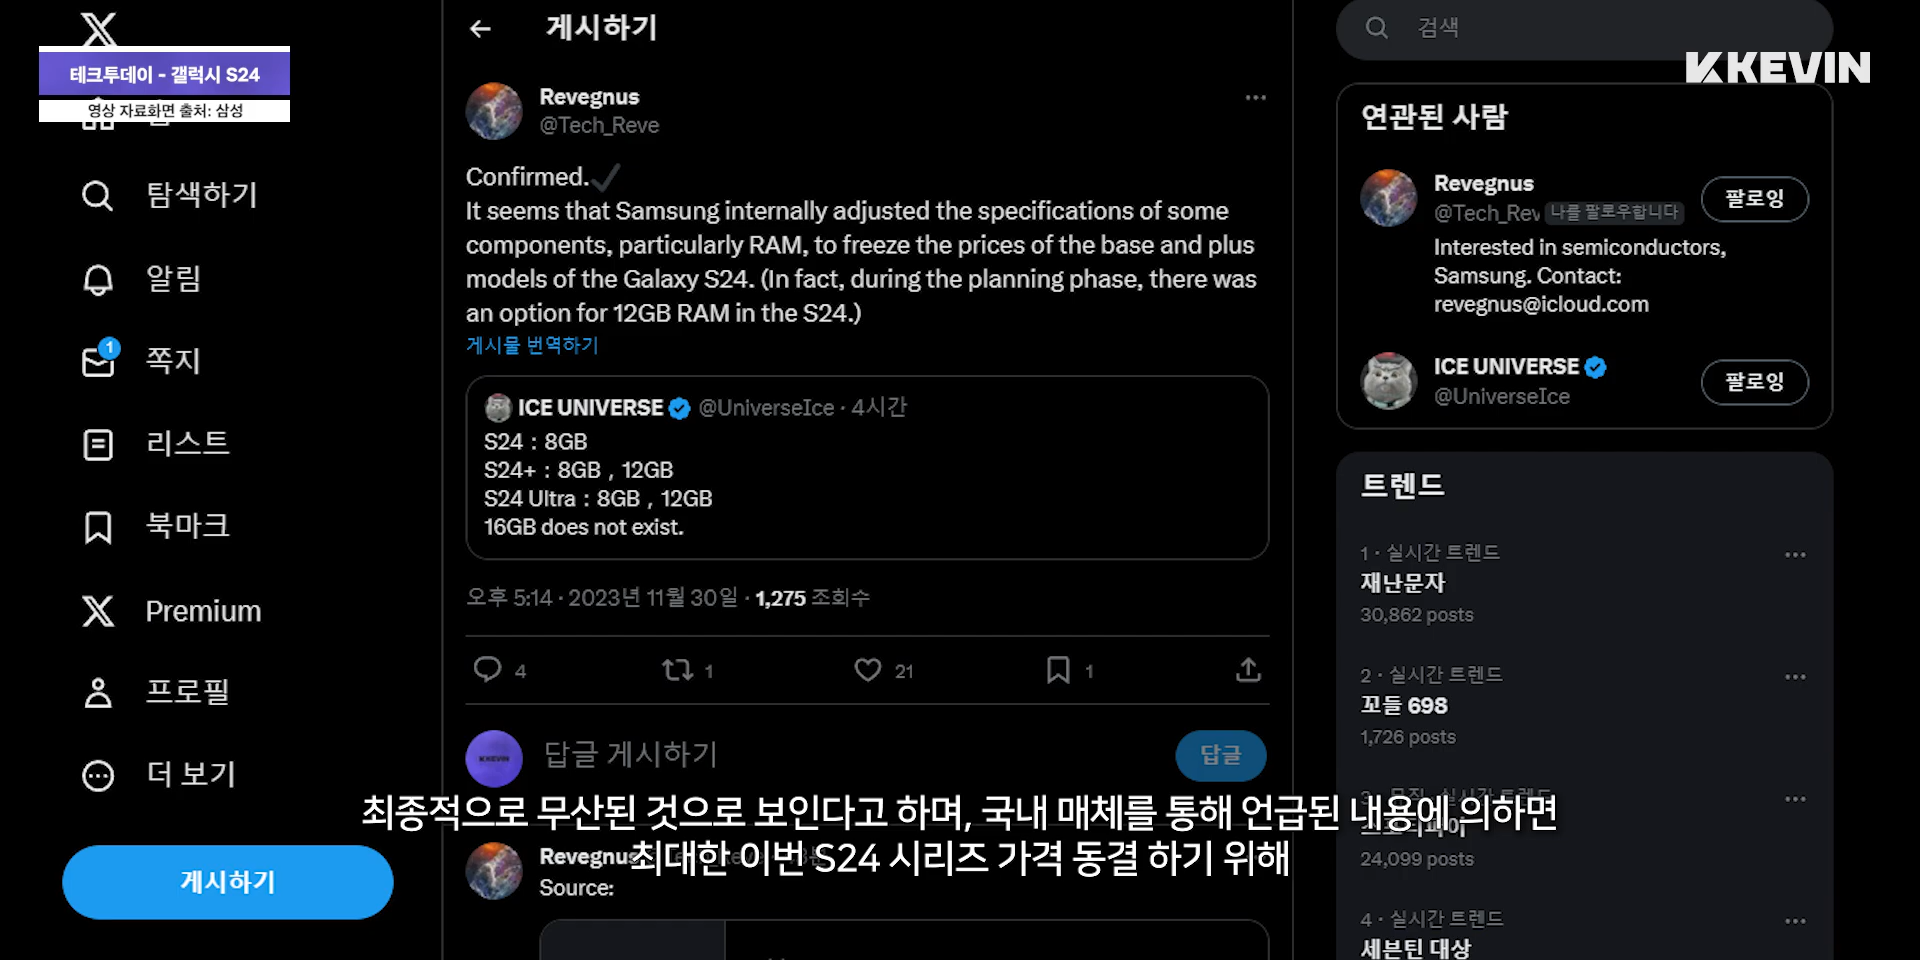 테크투데이 - 갤럭시 S24
영상 자료화면 출처: 삼성
탐색하기
알림
1
쪽지
리스트
북마크
Premium
프로필
더 보기
게시하기
게시하기
Revegnus
@Tech_Reve
Confirmed.✔
It seems that Samsung internally adjusted the specifications of some
components, particularly RAM, to freeze the prices of the base and plus
models of the Galaxy S24. (In fact, during the planning phase, there was
an option for 12GB RAM in the S24.)
게시물 번역하기
ICE UNIVERSE @UniverseIce · 4시간
S24 : 8GB
S24+ : 8GB , 12GB
S24 Ultra : 8GB , 12GB
16GB does not exist.
오후 5:14 · 2023년 11월 30일 · 1,275 조회수
4 1 21 1
KKEVIN
답글 게시하기
답글
Revegnus
Source:
최종적으로 무산된 것으로 보인다고 하며, 국내 매체를 통해 언급된 내용에 의하면
최대한 이번 S24 시리즈 가격 동결 하기 위해
검색
KKEVIN
연관된 사람
Revegnus
@Tech_Rev 나를 팔로우합니다
팔로잉
Interested in semiconductors,
Samsung. Contact:
revegnus@icloud.com
ICE UNIVERSE
@UniverseIce
팔로잉
트렌드
1 · 실시간 트렌드
재난문자
30,862 posts
2 · 실시간 트렌드
꼬들 698
1,726 posts
24,099 posts
4 · 실시간 트렌드
세븐틴 대상